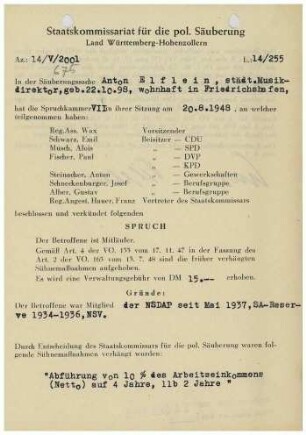 Staatskommissariat für die pol. Säuberung
Land Württemberg-Hohenzollern
Az.: 14/V/2001 L. 14/255
675
In der Säuberungssache Anton E l f l e i n , städt.Musik-
direktor,geb.22.10.98, wohnhaft in Friedrichshafen,
hat die Spruchkammer VII in ihrer Sitzung am 20.8.1948 , an welcher
teilgenommen haben:
Reg.Ass. Wax Vorsitzender
Schwarz, Emil Beisitzer — CDU
Musch, Alois „ — SPD
Fischer, Paul „ — DVP
„ — KPD
Steinacher, Anton „ — Gewerkschaften
Schneckenburger, Josef „ — Berufsgruppe
Alber, Gustav „ — Berufsgruppe
Reg.Angest. Hauser, Franz Vertreter des Staatskommissars
beschlossen und verkündet folgenden
SPRUCH
Der Betroffene ist Mitläufer.
Gemäß Art. 4 der VO. 133 vom 17. 11. 47 in der Fassung des
Art. 2 der VO. 165 vom 13. 7. 48 sind die früher verhängten
Sühnemaßnahmen aufgehoben.
Es wird eine Verwaltungsgebühr von DM 15.— erhoben.
Gründe:
Der Betroffene war Mitglied der NSDAP seit Mai 1937, SA-Reser-
ve 1934-1936, NSV.
Durch Entscheidung des Staatskommissars für die pol. Säuberung waren fol-
gende Sühnemaßnahmen verhängt worden:
"Abführung von 10 % des Arbeitseinkommens
(Netto) auf 4 Jahre, 11b 2 Jahre "